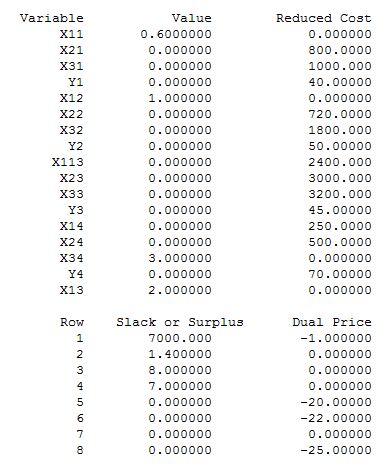 Variable Value Reduced Cost
X11 0.6000000 0.000000
X21 0.000000 800.0000
X31 0.000000 1000.000
Y1 0.000000 40.00000
X12 1.000000 0.000000
X22 0.000000 720.0000
X32 0.000000 1800.000
Y2 0.000000 50.00000
X113 0.000000 2400.000
X23 0.000000 3000.000
X33 0.000000 3200.000
Y3 0.000000 45.00000
X14 0.000000 250.0000
X24 0.000000 500.0000
X34 3.000000 0.000000
Y4 0.000000 70.00000
X13 2.000000 0.000000
Row Slack or Surplus Dual Price
1 7000.000 -1.000000
2 1.400000 0.000000
3 8.000000 0.000000
4 7.000000 0.000000
5 0.000000 -20.00000
6 0.000000 -22.00000
7 0.000000 0.000000
8 0.000000 -25.00000